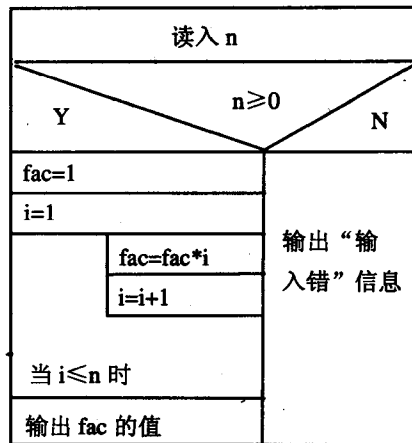 读入 n
n≥0
Y
N
fac=1
i=1
fac=fac*i
i=i+1
当 i≤n 时
输出 fac 的值
输出“输
入错”信息